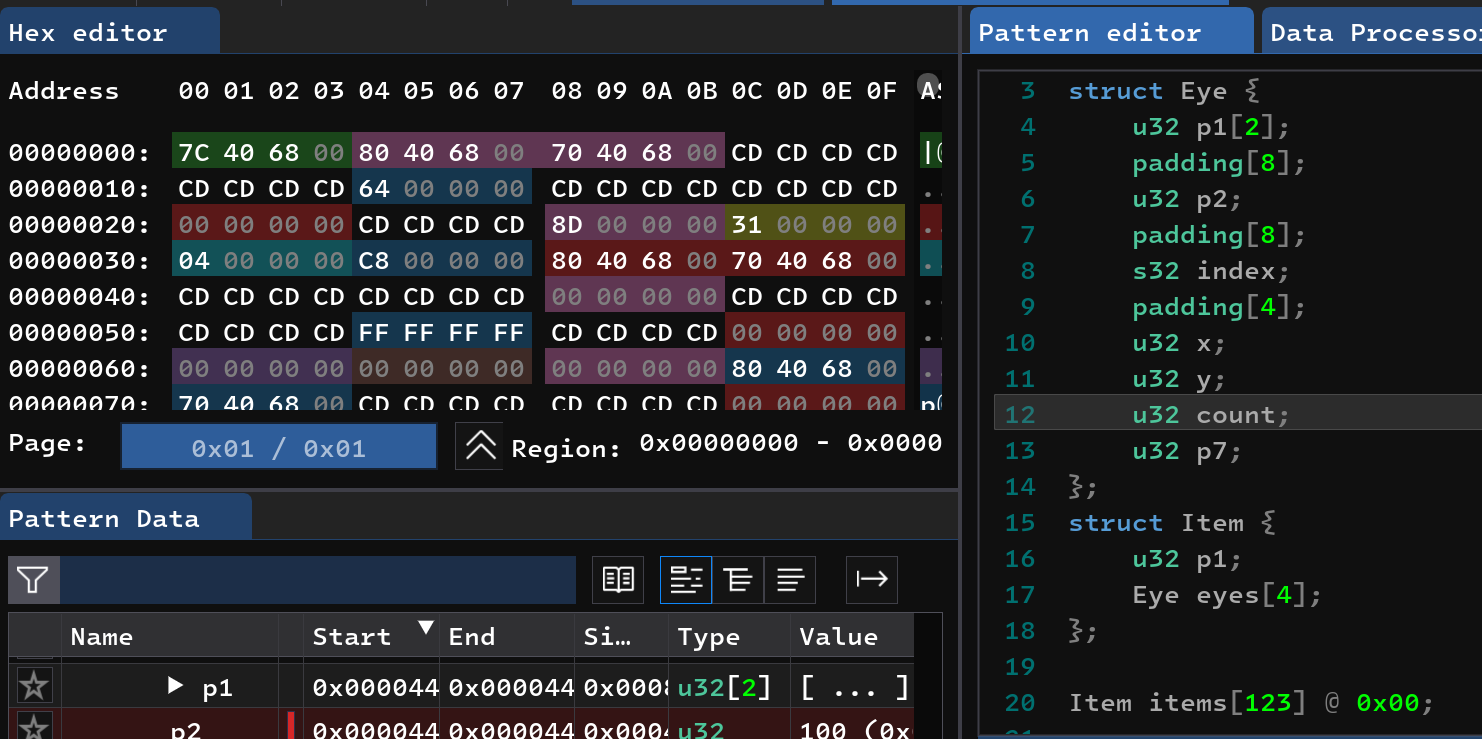 Hex editor
Address 00 01 02 03 04 05 06 07 08 09 0A 0B 0C 0D 0E 0F
00000000: 7C 40 68 00 80 40 68 00 70 40 68 00 CD CD CD CD
00000010: CD CD CD CD 64 00 00 00 CD CD CD CD CD CD CD CD
00000020: 00 00 00 00 CD CD CD CD 8D 00 00 00 31 00 00 00
00000030: 04 00 00 00 C8 00 00 00 80 40 68 00 70 40 68 00
00000040: CD CD CD CD CD CD CD CD 00 00 00 00 CD CD CD CD
00000050: CD CD CD CD FF FF FF FF CD CD CD CD 00 00 00 00
00000060: 00 00 00 00 00 00 00 00 00 00 00 00 80 40 68 00
00000070: 70 40 68 00 CD CD CD CD CD CD CD CD 00 00 00 00
Page: 0x01 / 0x01 Region: 0x00000000 - 0x0000
Pattern Data
Name Start End Si… Type Value
p1 0x000044 0x000044 0x0008 u32[2] [ ... ]
p2 0x000044 0x000044 0x0004 u32 100 (0x
Pattern editor Data Processor
3 struct Eye {
4 u32 p1[2];
5 padding[8];
6 u32 p2;
7 padding[8];
8 s32 index;
9 padding[4];
10 u32 x;
11 u32 y;
12 u32 count;
13 u32 p7;
14 };
15 struct Item {
16 u32 p1;
17 Eye eyes[4];
18 };
19
20 Item items[123] @ 0x00;